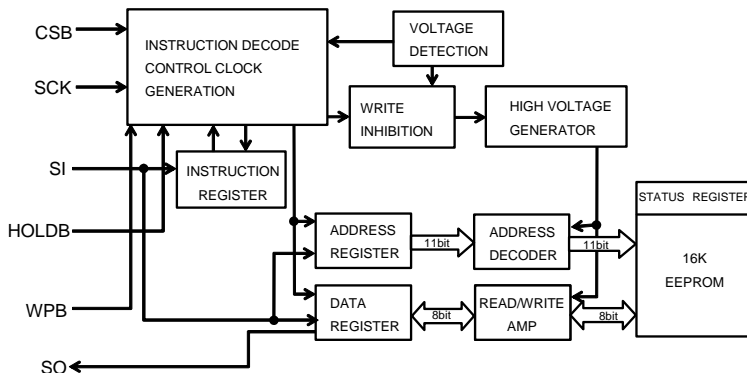 CSB
SCK
SI
HOLDB
WPB
SO
INSTRUCTION DECODE
CONTROL CLOCK
GENERATION
VOLTAGE
DETECTION
WRITE
INHIBITION
HIGH VOLTAGE
GENERATOR
INSTRUCTION
REGISTER
ADDRESS
REGISTER
11bit
ADDRESS
DECODER
11bit
DATA
REGISTER
8bit
READ/WRITE
AMP
8bit
STATUS REGISTER
16K
EEPROM